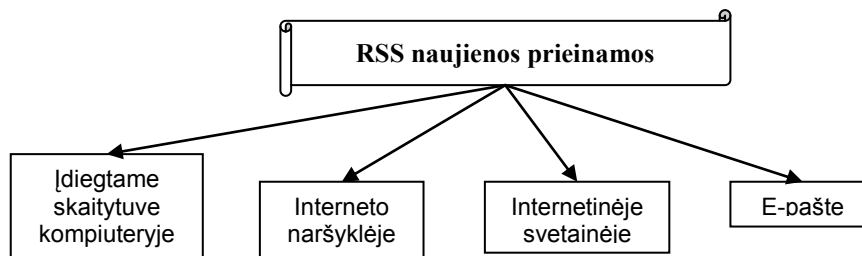 RSS naujienos prieinamos
Įdiegtame
skaitytuve
kompiuteryje
Interneto
naršyklėje
Internetinėje
svetainėje
E-pašte